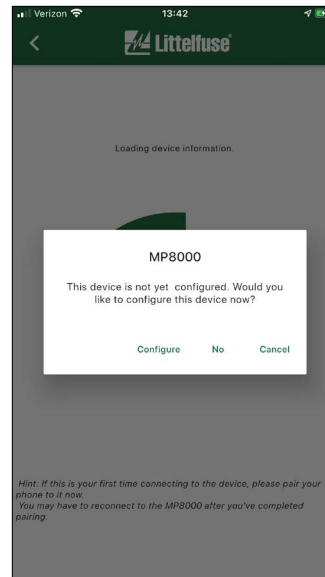 Verizon 13:42
Littelfuse®
Loading device information.
MP8000
This device is not yet configured. Would you
like to configure this device now?
Configure No Cancel
Hint: If this is your first time connecting to the device, please pair your
phone to it now.
You may have to reconnect to the MP8000 after you've completed
pairing.